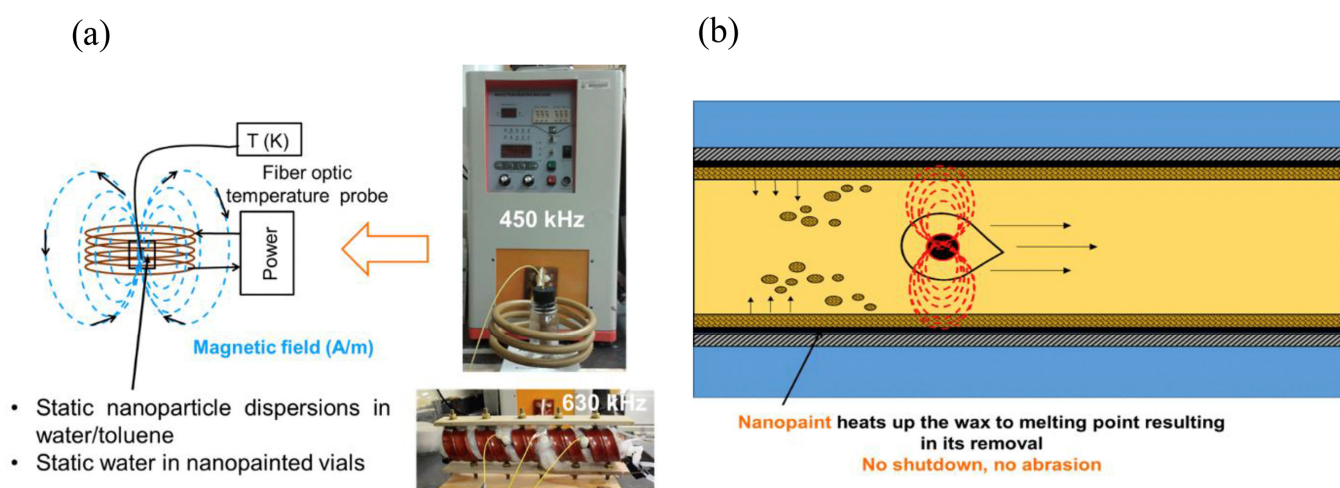 (a)
T (K)
Fiber optic
temperature probe
Power
Magnetic field (A/m)
450 kHz
630 kHz
• Static nanoparticle dispersions in
water/toluene
• Static water in nanopainted vials
(b)
Nanopaint heats up the wax to melting point resulting
in its removal
No shutdown, no abrasion